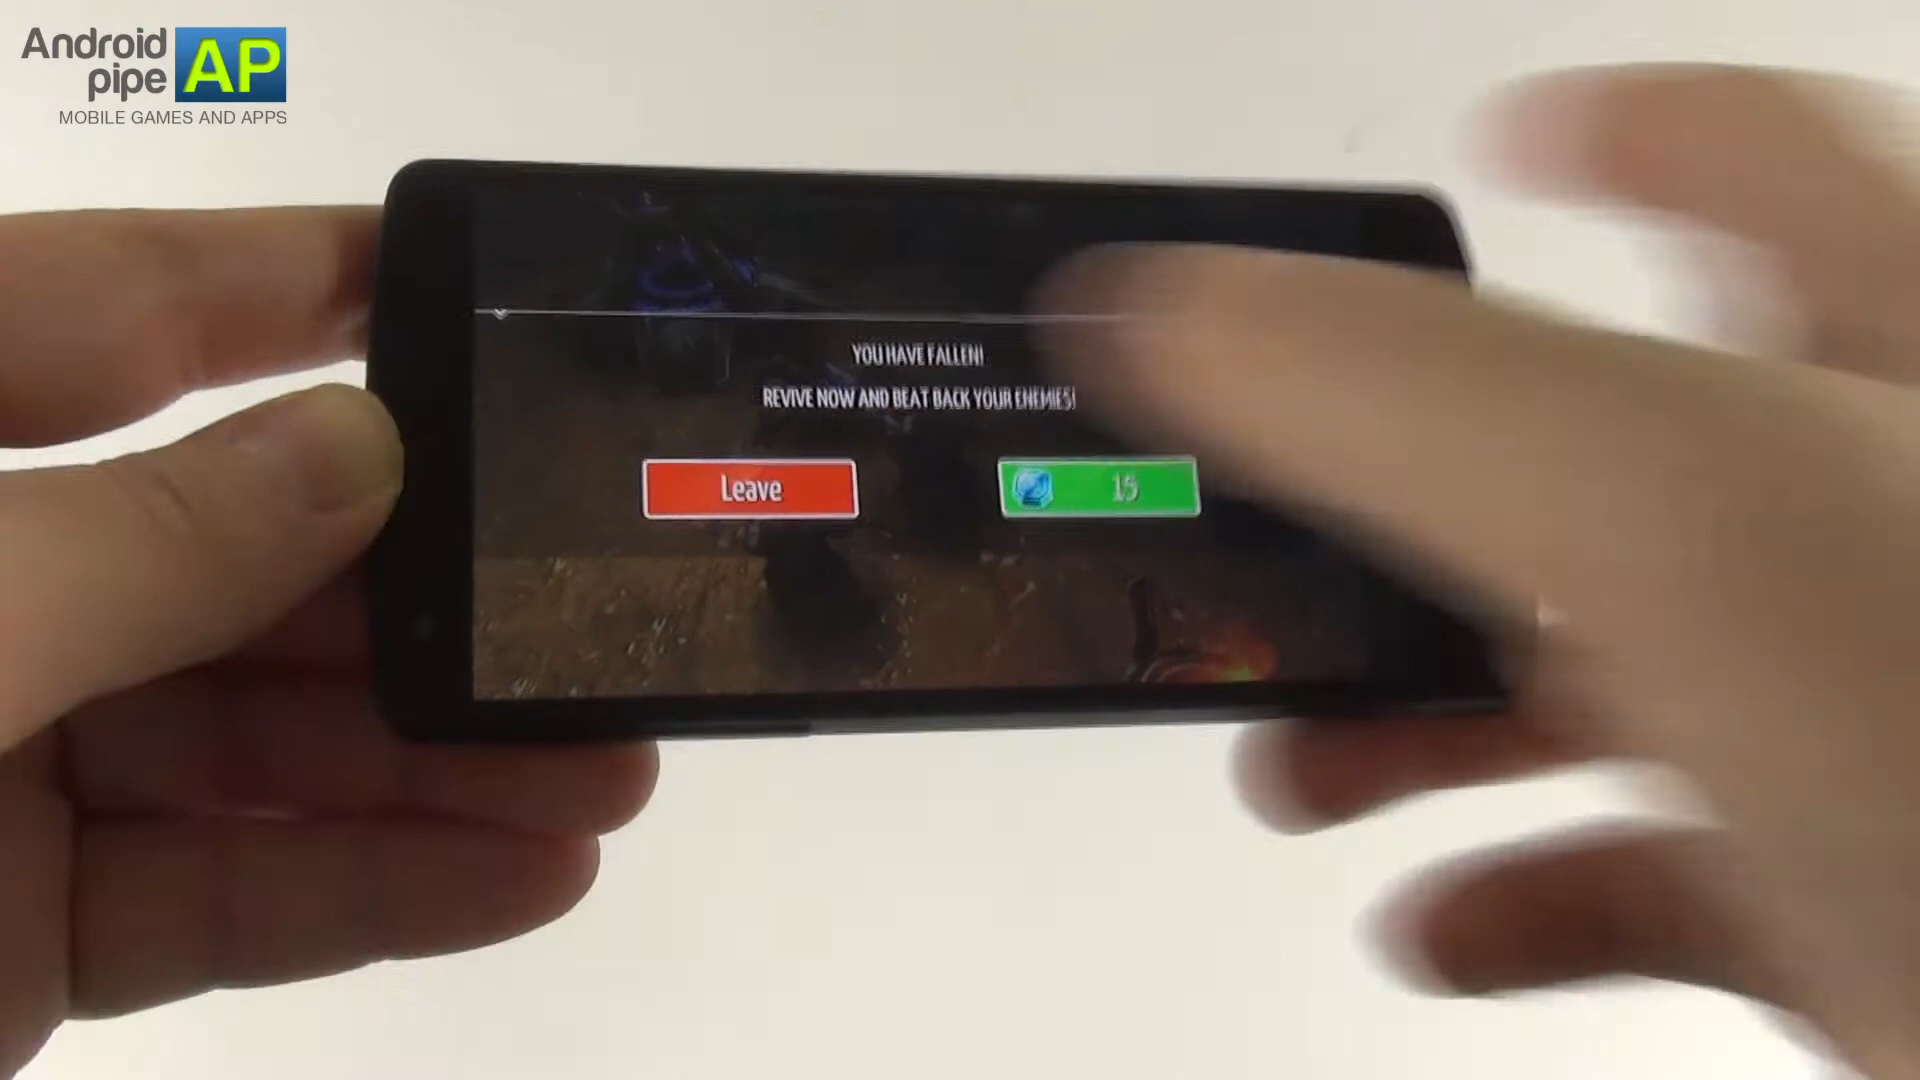 Android
pipe
AP
MOBILE GAMES AND APPS
YOU HAVE FALLEN!
REVIVE NOW AND BEAT BACK YOUR ENEMIES!
Leave
15